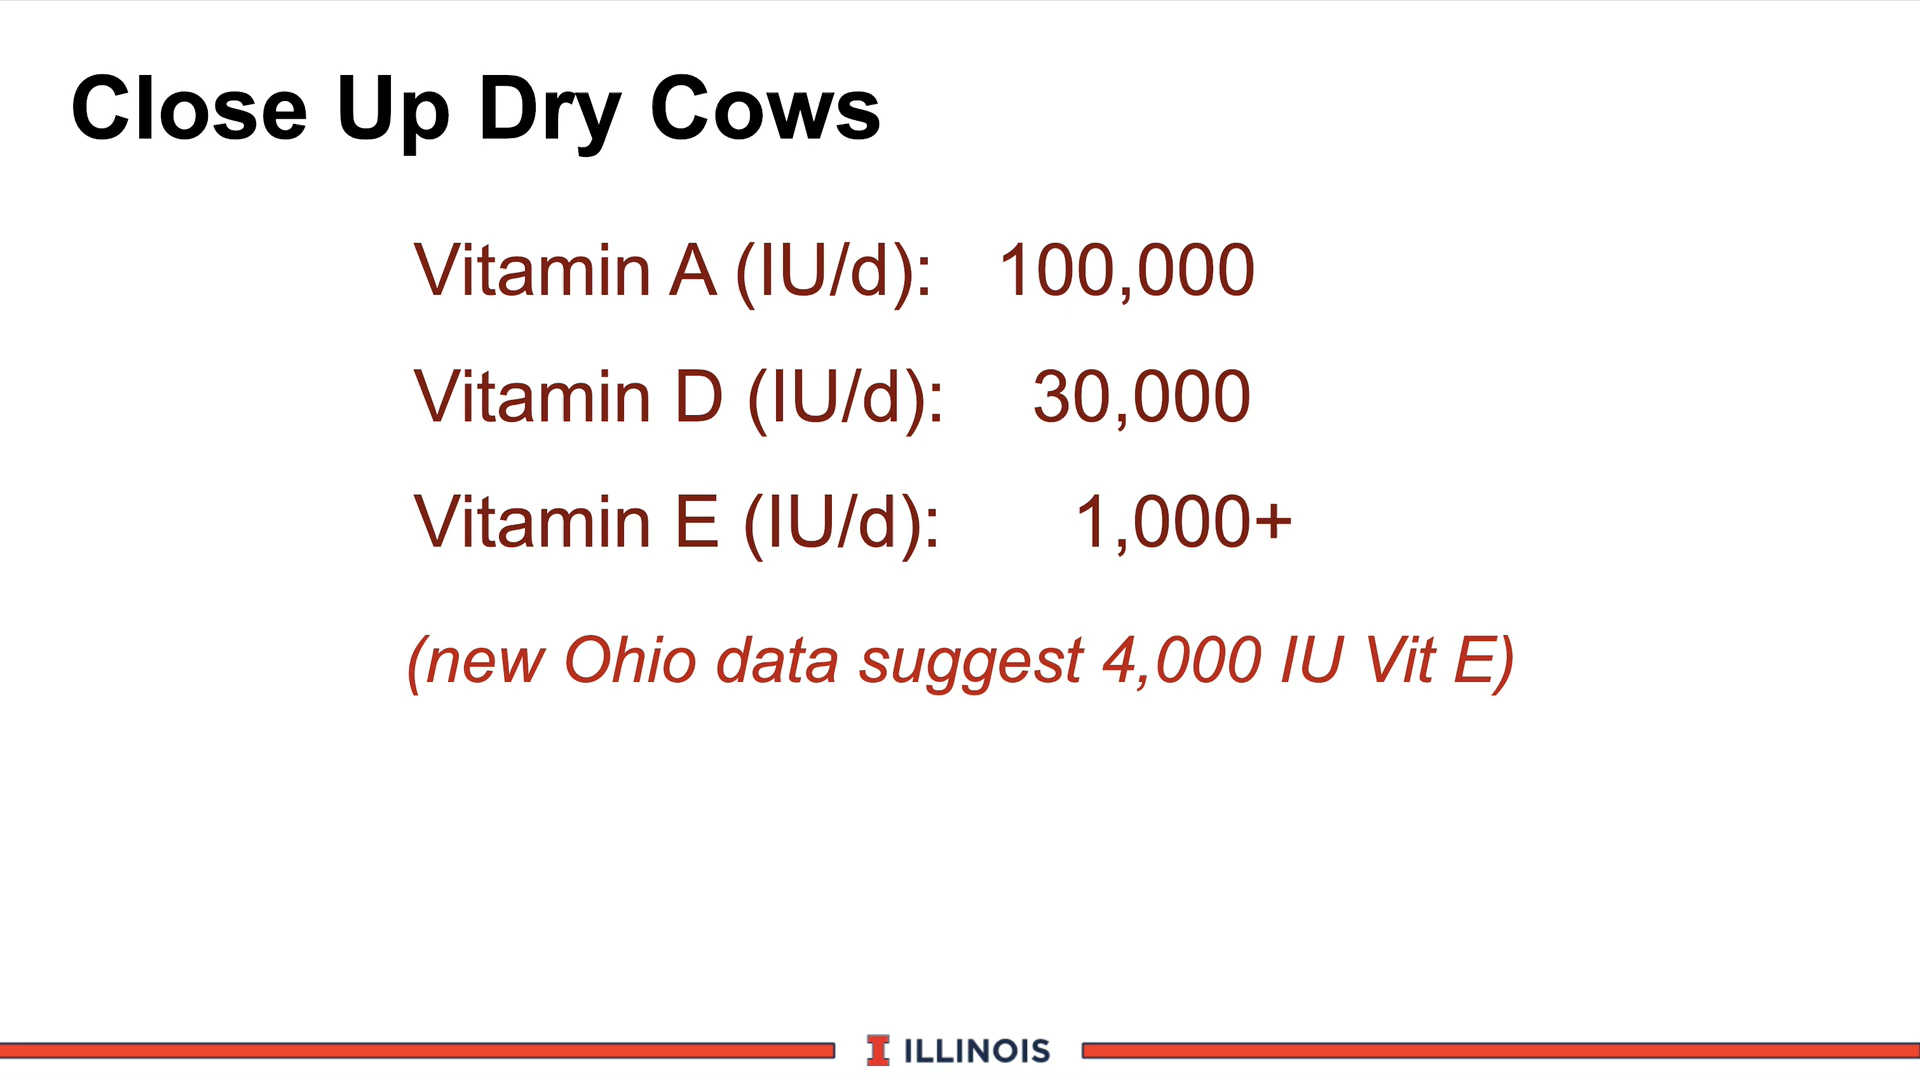 Close Up Dry Cows
Vitamin A (IU/d): 100,000
Vitamin D (IU/d): 30,000
Vitamin E (IU/d): 1,000+
(new Ohio data suggest 4,000 IU Vit E)
I ILLINOIS